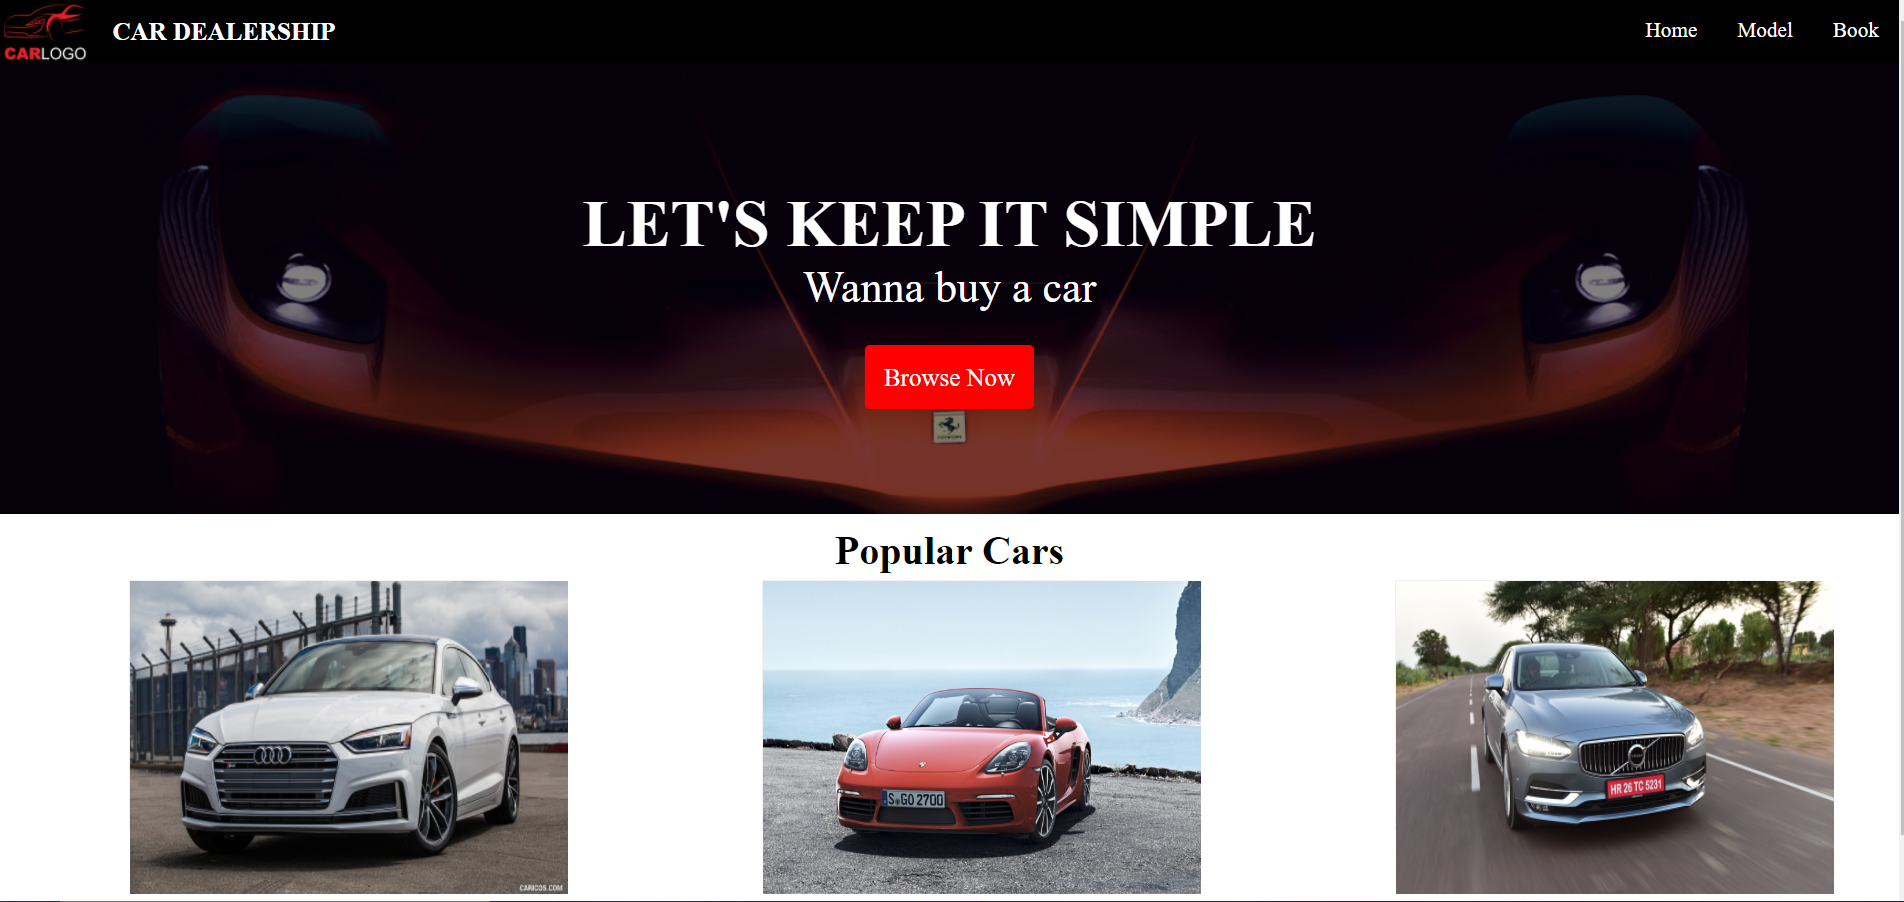 CARLOGO
CAR DEALERSHIP
Home
Model
Book
LET'S KEEP IT SIMPLE
Wanna buy a car
Browse Now
Popular Cars
S GO 2700
HR 26 TC 5231
CARICOS.COM